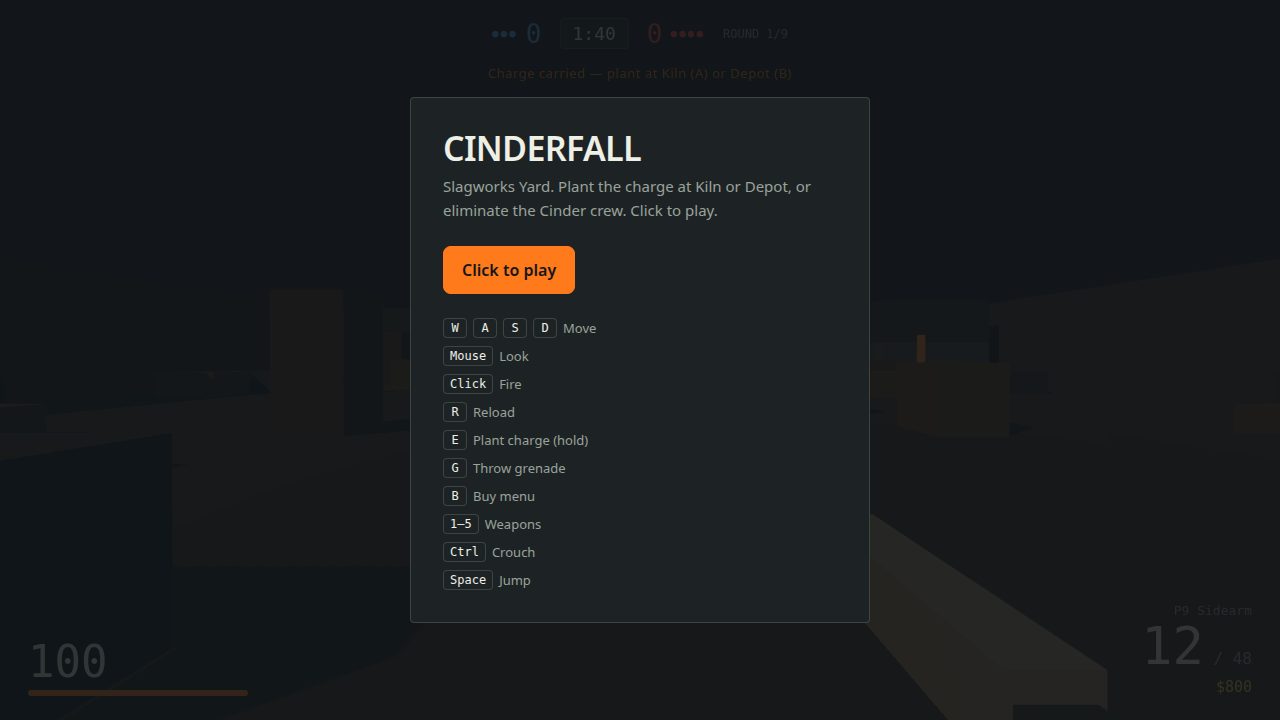 0 1:40 0 ROUND 1/9
Charge carried — plant at Kiln (A) or Depot (B)
CINDERFALL
Slagworks Yard. Plant the charge at Kiln or Depot, or
eliminate the Cinder crew. Click to play.
Click to play
W A S D Move
Mouse Look
Click Fire
R Reload
E Plant charge (hold)
G Throw grenade
B Buy menu
1–5 Weapons
Ctrl Crouch
Space Jump
100
P9 Sidearm
12 / 48
$800